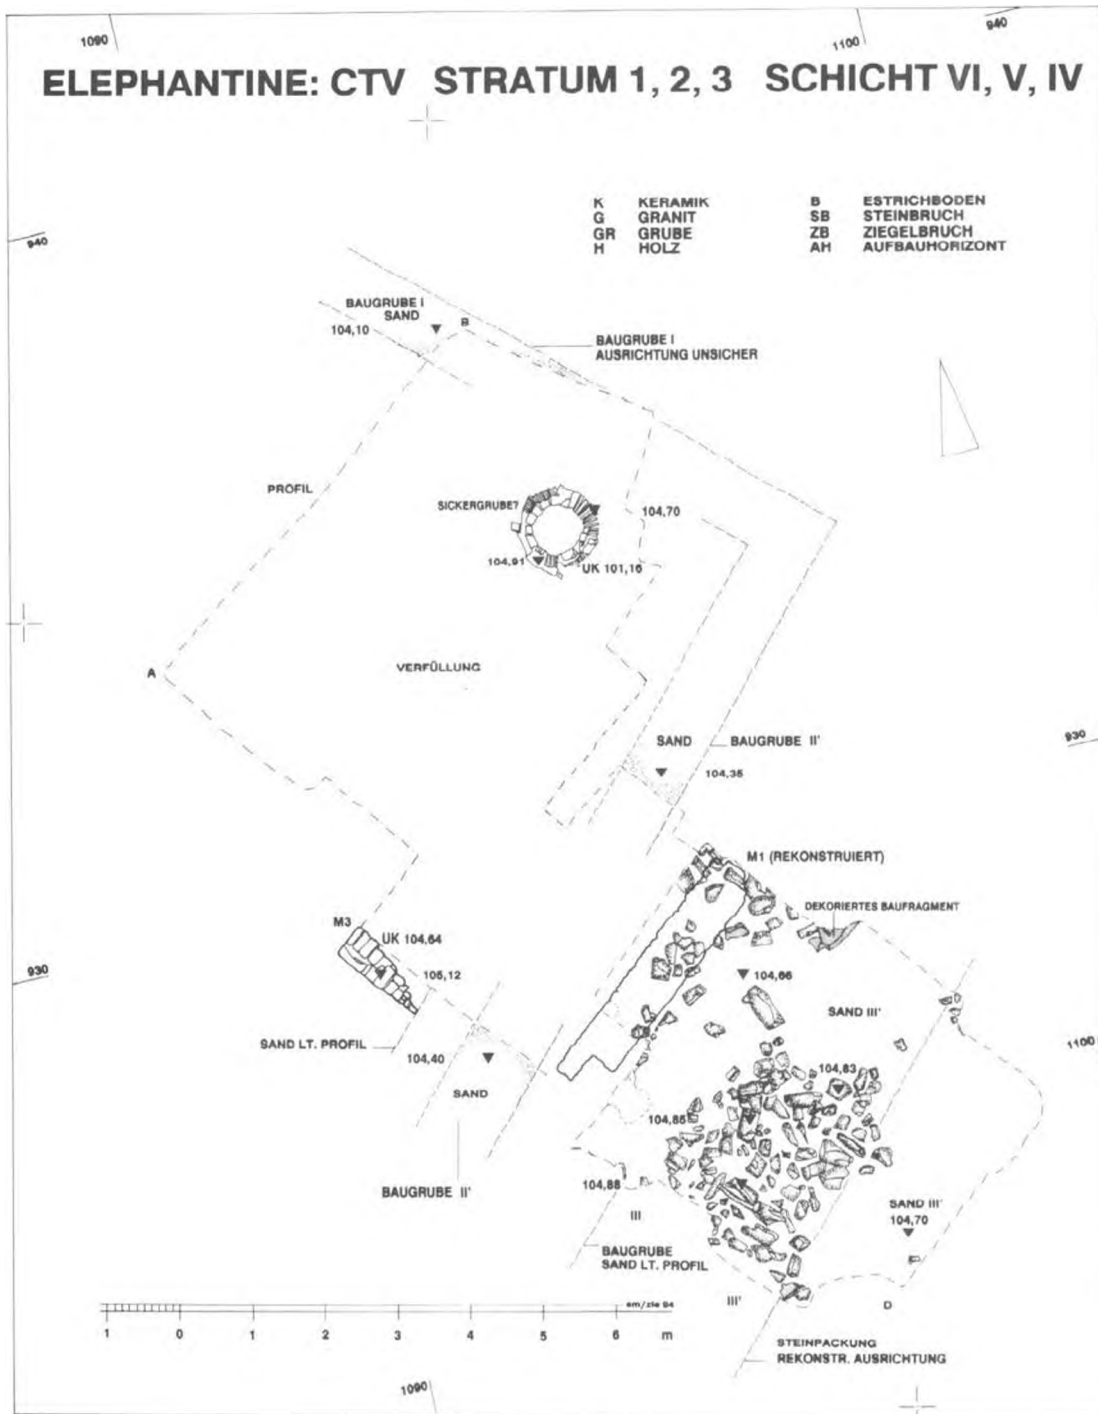 1090
1100
940
ELEPHANTINE: CTV STRATUM 1, 2, 3 SCHICHT VI, V, IV
K KERAMIK
G GRANIT
GR GRUBE
H HOLZ
B ESTRICHBODEN
SB STEINBRUCH
ZB ZIEGELBRUCH
AH AUFBAUHORIZONT
940
BAUGRUBE I
SAND
104,10
B
BAUGRUBE I
AUSRICHTUNG UNSICHER
PROFIL
SICKERGRUBE?
104,70
104,91
UK 101,16
A
VERFÜLLUNG
SAND
BAUGRUBE II'
930
104,35
M1 (REKONSTRUIERT)
DEKORIERTES BAUFRAGMENT
M3
UK 104,64
105,12
930
104,66
SAND III'
SAND LT. PROFIL
104,40
SAND
1100
104,83
104,85
104,88
BAUGRUBE II'
III
SAND III'
104,70
BAUGRUBE
SAND LT. PROFIL
III'
D
sm/zie 94
1 0 1 2 3 4 5 6 m
STEINPACKUNG
REKONSTR. AUSRICHTUNG
1090